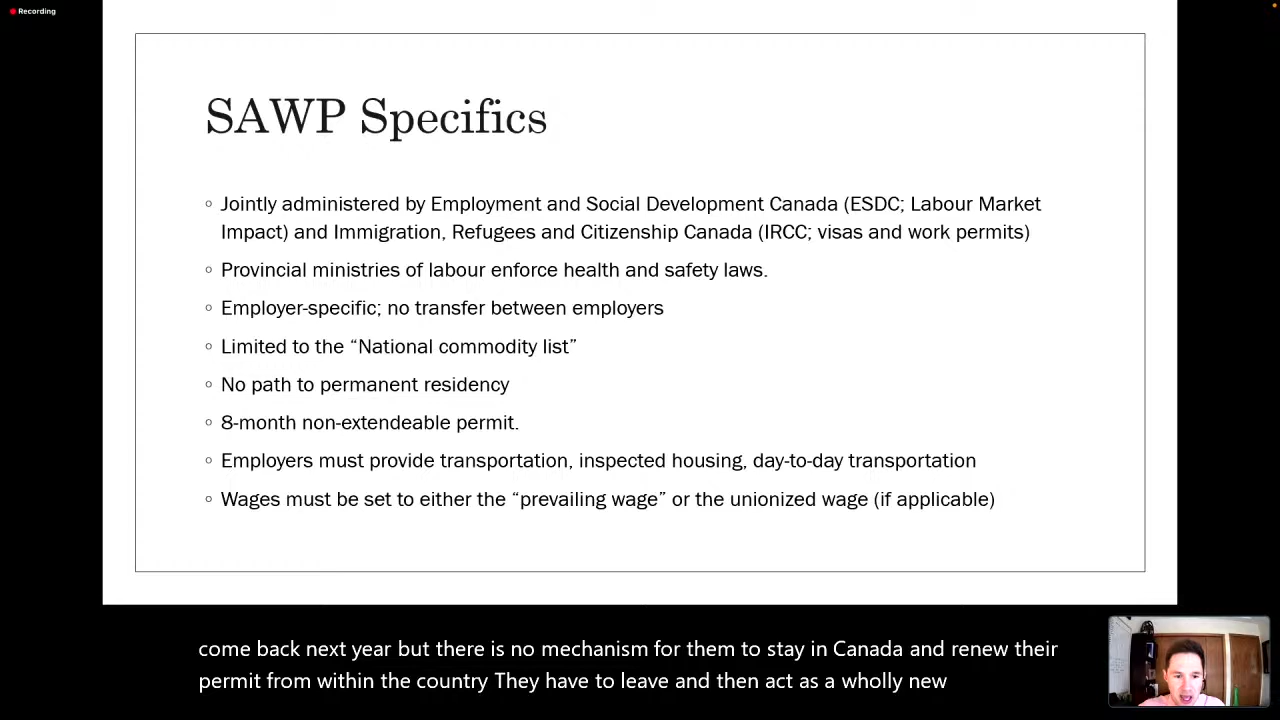 Recording
SAWP Specifics
◦ Jointly administered by Employment and Social Development Canada (ESDC; Labour Market
Impact) and Immigration, Refugees and Citizenship Canada (IRCC; visas and work permits)
◦ Provincial ministries of labour enforce health and safety laws.
◦ Employer-specific; no transfer between employers
◦ Limited to the “National commodity list”
◦ No path to permanent residency
◦ 8-month non-extendeable permit.
◦ Employers must provide transportation, inspected housing, day-to-day transportation
◦ Wages must be set to either the “prevailing wage” or the unionized wage (if applicable)
come back next year but there is no mechanism for them to stay in Canada and renew their
permit from within the country They have to leave and then act as a wholly new